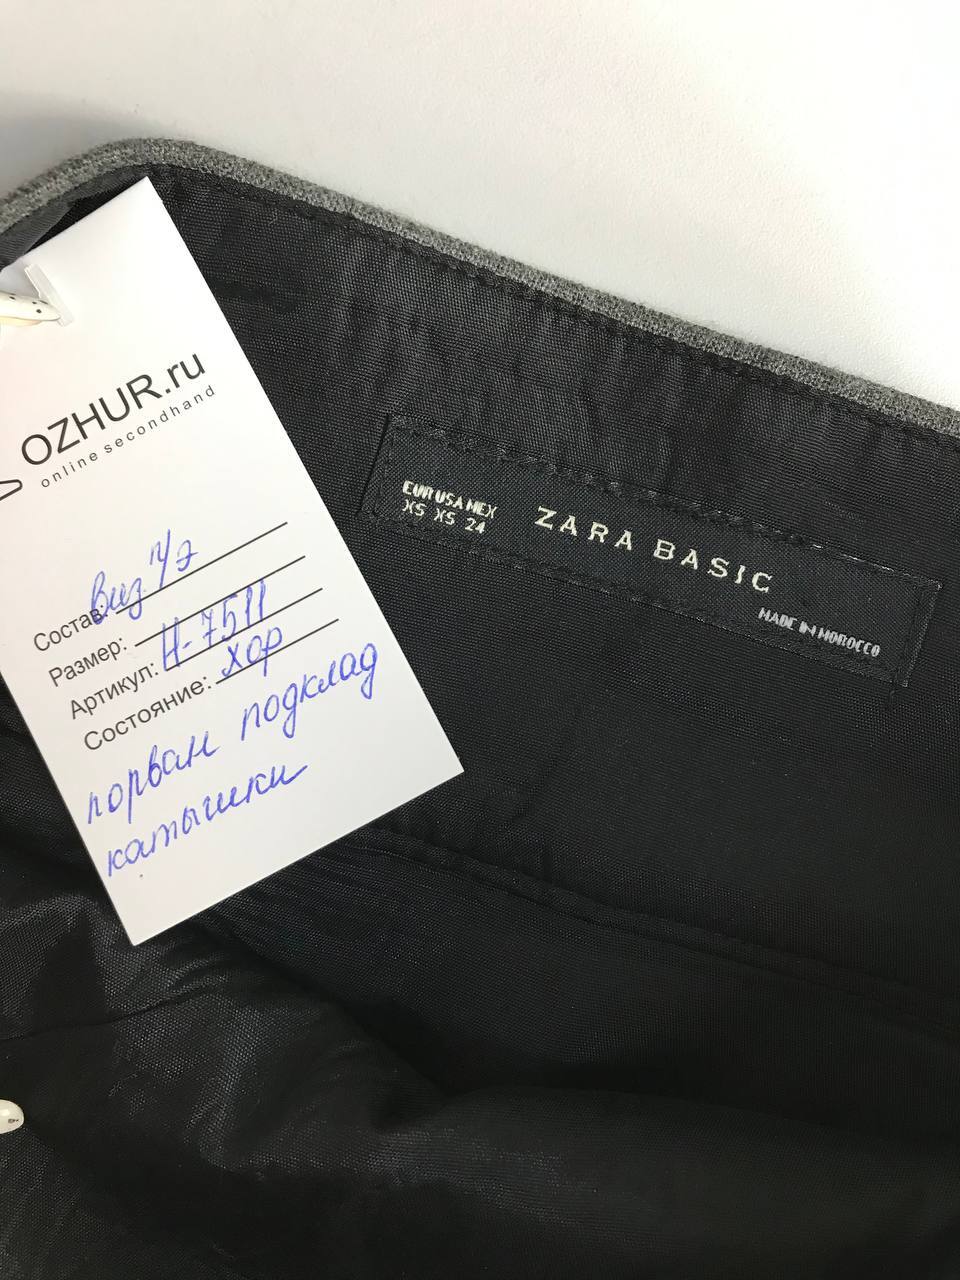 OZHUR.ru
online secondhand
Состав: виз п/э
Размер:
Артикул: Н-7511
Состояние: хор
порван подклад
катышки
EUR USA MEX
XS XS 24
ZARA BASIC
MADE IN MOROCCO